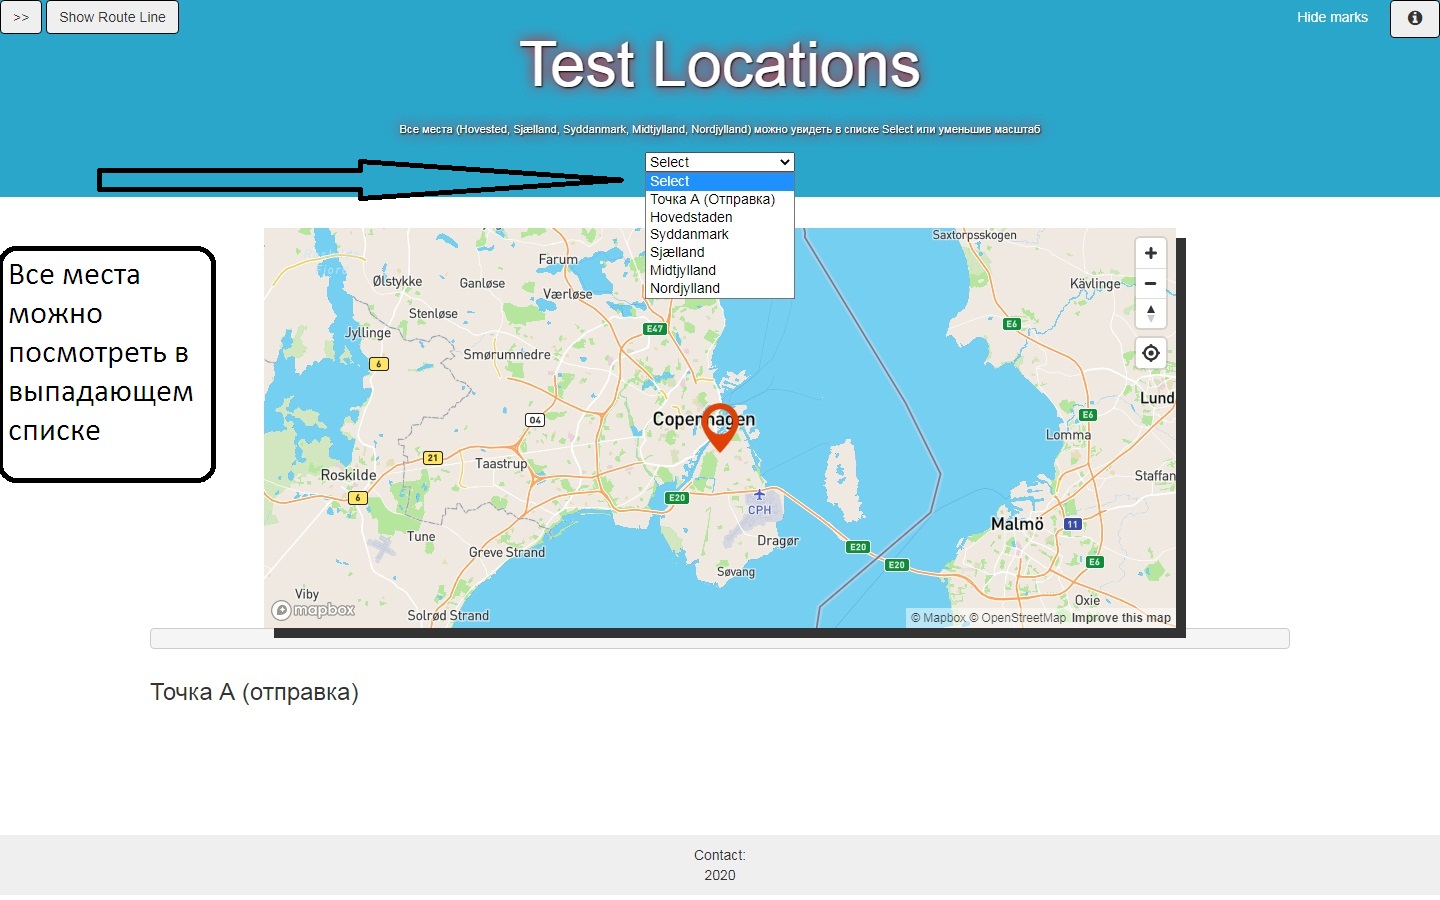 >>
Show Route Line
Hide marks
Test Locations
Все места (Hovested, Sjælland, Syddanmark, Midtjylland, Nordjylland) можно увидеть в списке Select или уменьшив масштаб
Select
Select
Точка A (Отправка)
Hovedstaden
Syddanmark
Sjælland
Midtjylland
Nordjylland
Все места
можно
посмотреть в
выпадающем
списке
Saxtorpsskogen
Farum
Ølstykke
Ganløse
Værløse
Kävlinge
Stenløse
E47
E6
Jyllinge
Smørumnedre
6
Lund
04
Copenhagen
E6
Lomma
21
Taastrup
Roskilde
Staffan
6
E20
CPH
Malmö
11
Tune
Greve Strand
Dragør
E20
E20
E6
Søvang
Viby
Solrød Strand
Oxie
mapbox
© Mapbox © OpenStreetMap Improve this map
Точка А (отправка)
Contact:
2020